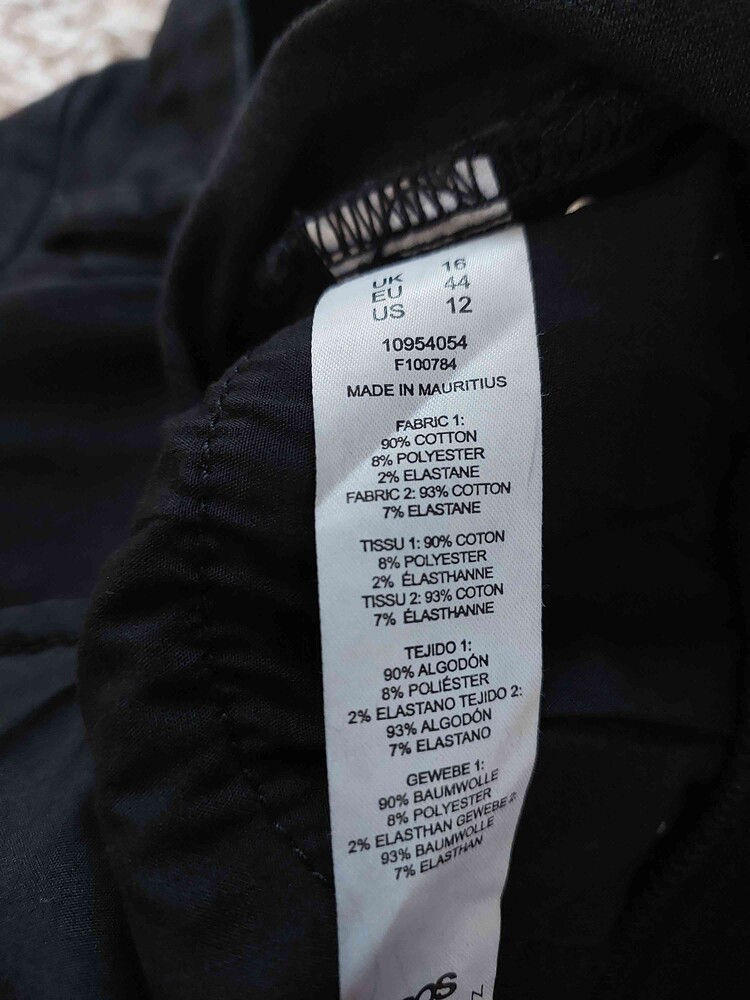 UK 16
EU 44
US 12
10954054
F100784
MADE IN MAURITIUS
FABRIC 1:
90% COTTON
8% POLYESTER
2% ELASTANE
FABRIC 2: 93% COTTON
7% ELASTANE
TISSU 1: 90% COTON
8% POLYESTER
2% ÉLASTHANNE
TISSU 2: 93% COTON
7% ÉLASTHANNE
TEJIDO 1:
90% ALGODÓN
8% POLIÉSTER
2% ELASTANO TEJIDO 2:
93% ALGODÓN
7% ELASTANO
GEWEBE 1:
90% BAUMWOLLE
8% POLYESTER
2% ELASTHAN GEWEBE 2:
93% BAUMWOLLE
7% ELASTHAN